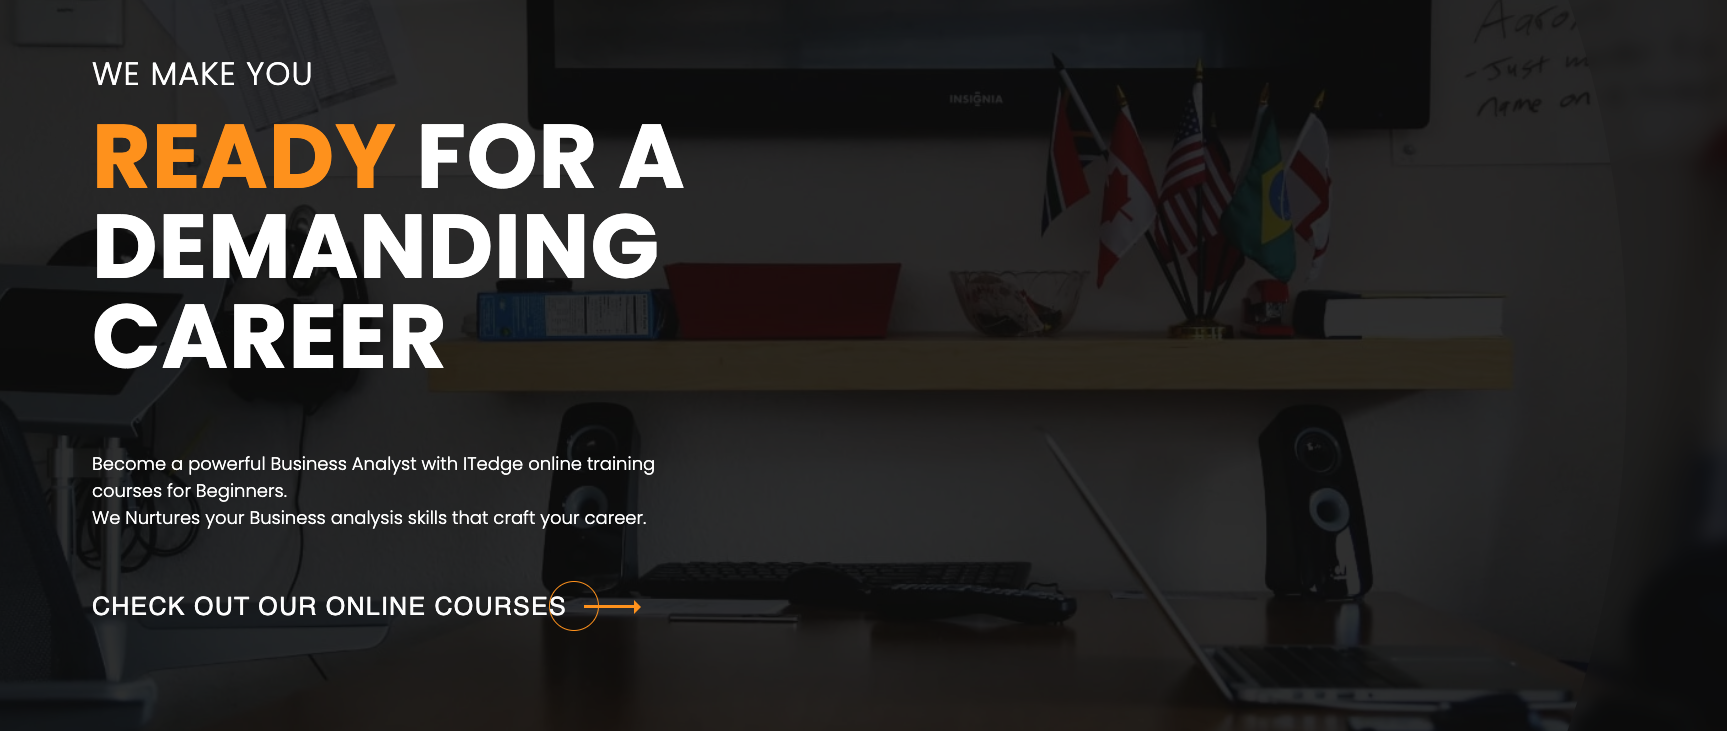 WE MAKE YOU
READY FOR A
DEMANDING
CAREER
Become a powerful Business Analyst with ITedge online training
courses for Beginners.
We Nurtures your Business analysis skills that craft your career.
CHECK OUT OUR ONLINE COURSES
INSIGNIA
Aaro
-Just m
name on